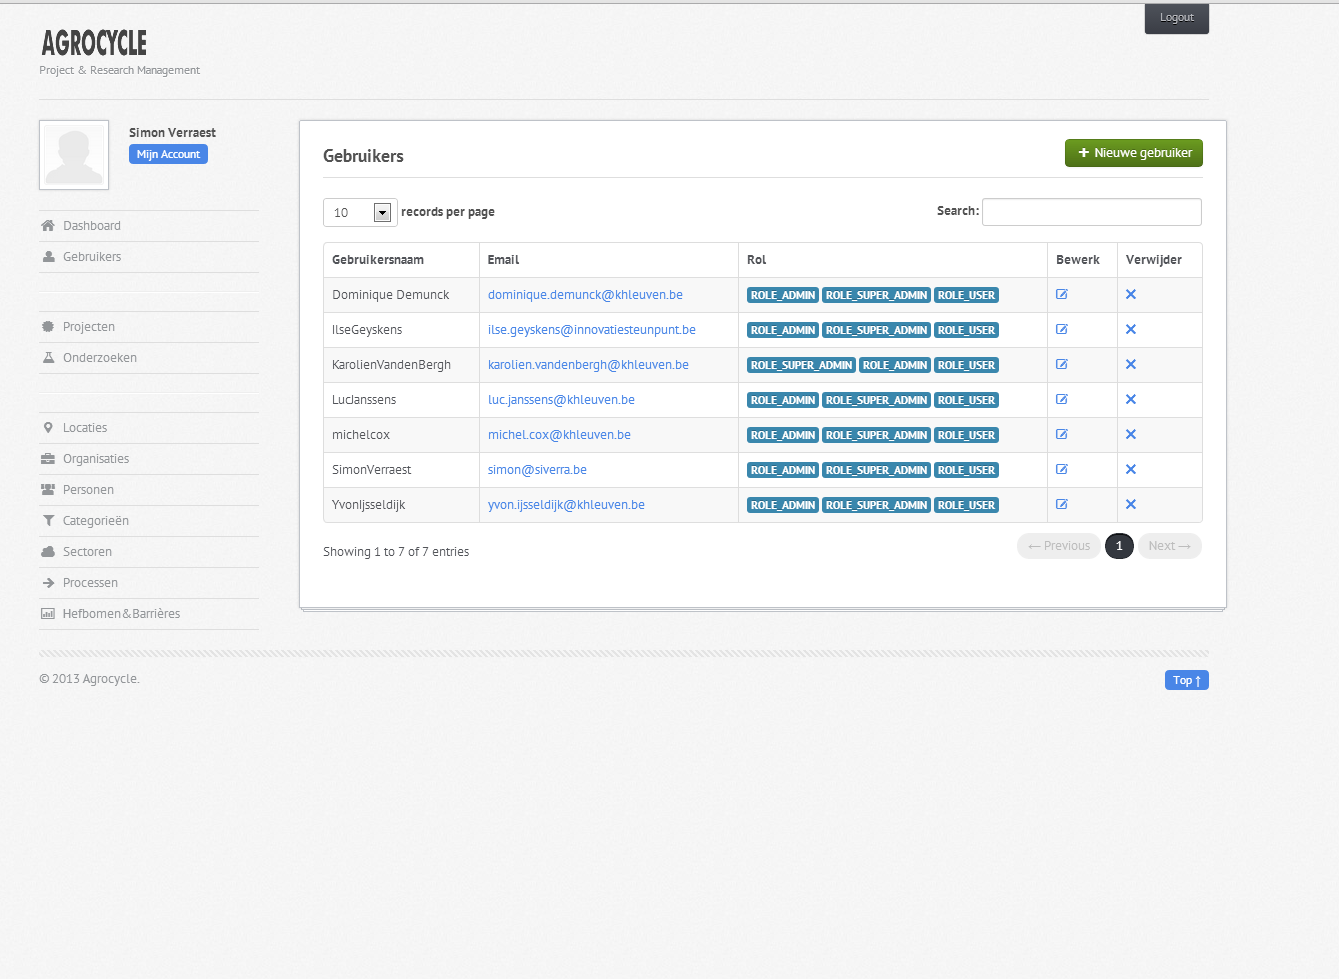 Logout
AGROCYCLE
Project & Research Management
Simon Verraest
Mijn Account
Dashboard
Gebruikers
Projecten
Onderzoeken
Locaties
Organisaties
Personen
Categorieën
Sectoren
Processen
Hefbomen&Barrières
Gebruikers
Nieuwe gebruiker
10 records per page
Search:
Gebruikersnaam Email Rol Bewerk Verwijder
Dominique Demunck dominique.demunck@khleuven.be ROLE_ADMIN ROLE_SUPER_ADMIN ROLE_USER
IlseGeyskens ilse.geyskens@innovatiesteunpunt.be ROLE_ADMIN ROLE_SUPER_ADMIN ROLE_USER
KarolienVandenBergh karolien.vandenbergh@khleuven.be ROLE_SUPER_ADMIN ROLE_ADMIN ROLE_USER
LucJanssens luc.janssens@khleuven.be ROLE_ADMIN ROLE_SUPER_ADMIN ROLE_USER
michelcox michel.cox@khleuven.be ROLE_ADMIN ROLE_SUPER_ADMIN ROLE_USER
SimonVerraest simon@siverra.be ROLE_ADMIN ROLE_SUPER_ADMIN ROLE_USER
YvonIjsseldijk yvon.ijsseldijk@khleuven.be ROLE_ADMIN ROLE_SUPER_ADMIN ROLE_USER
Showing 1 to 7 of 7 entries
← Previous 1 Next →
© 2013 Agrocycle.
Top ↑